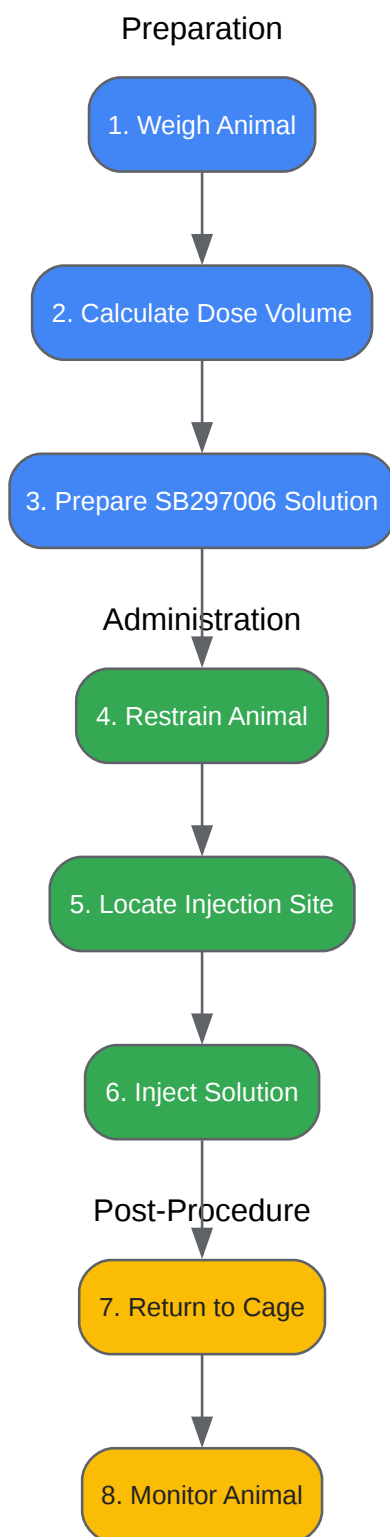 Preparation
1. Weigh Animal
2. Calculate Dose Volume
3. Prepare SB297006 Solution
Administration
4. Restrain Animal
5. Locate Injection Site
6. Inject Solution
Post-Procedure
7. Return to Cage
8. Monitor Animal